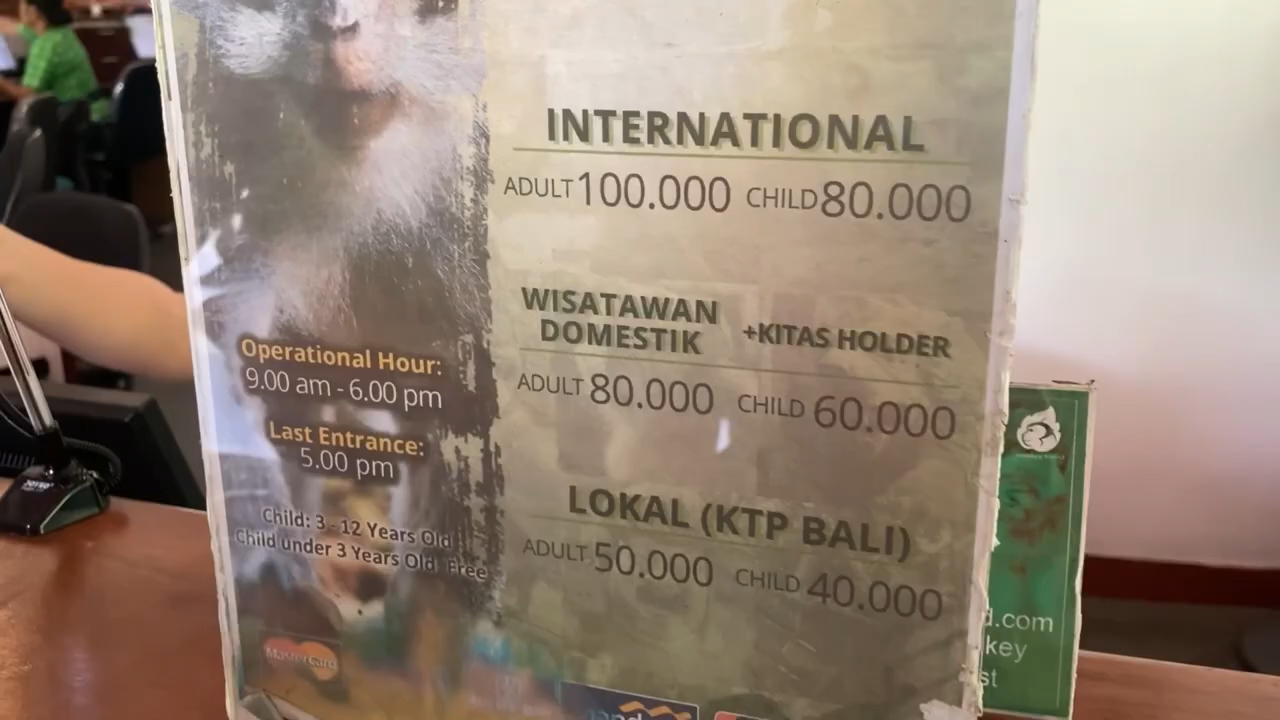 INTERNATIONAL
ADULT 100.000 CHILD 80.000
WISATAWAN
DOMESTIK
+KITAS HOLDER
ADULT 80.000 CHILD 60.000
LOKAL (KTP BALI)
ADULT 50.000 CHILD 40.000
Operational Hour:
9.00 am - 6.00 pm
Last Entrance:
5.00 pm
Child: 3 - 12 Years Old
Child under 3 Years Old Free
MasterCard
d.com
key
st